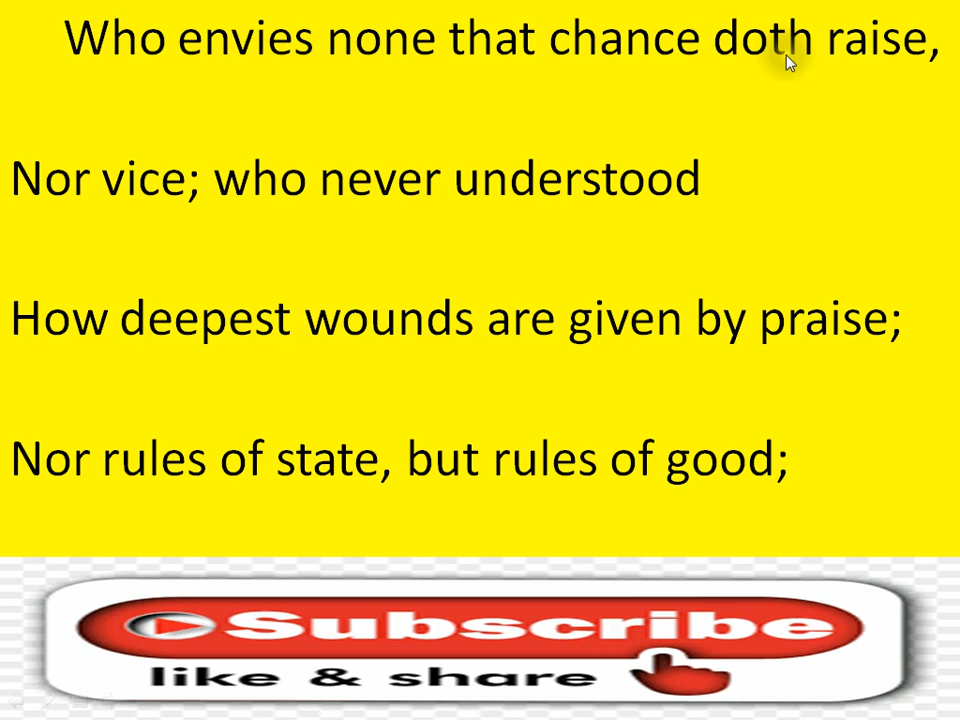 Who envies none that chance doth raise,
Nor vice; who never understood
How deepest wounds are given by praise;
Nor rules of state, but rules of good;
Subscribe
like & share